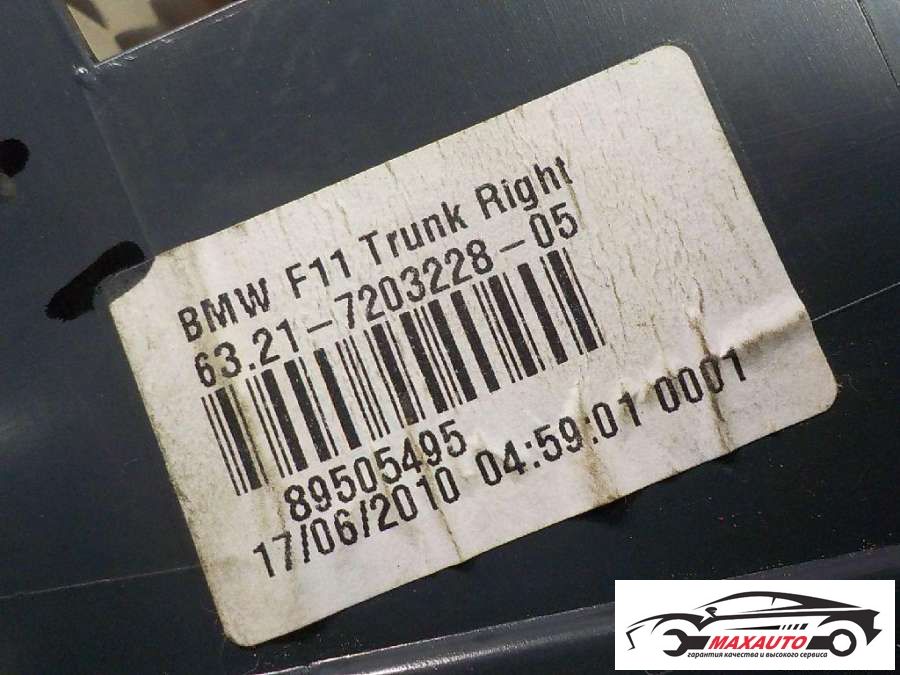 BMW F11 Trunk Right
63.21-7203228-05
89505495
17/06/2010 04:59:01 0001
MAXAUTO
гарантия качества и высокого сервиса